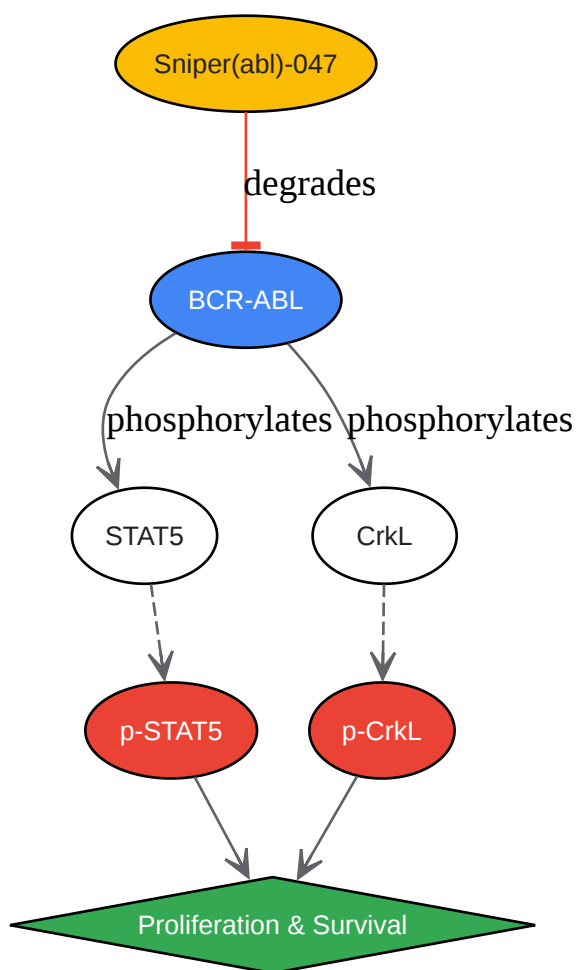 Sniper(abl)-047
degrades
BCR-ABL
phosphorylates
phosphorylates
STAT5
CrkL
p-STAT5
p-CrkL
Proliferation & Survival